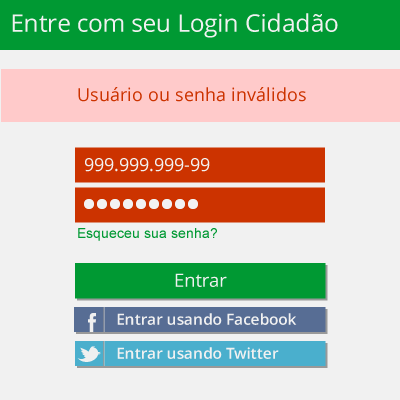 Entre com seu Login Cidadão
Usuário ou senha inválidos
999.999.999-99
●●●●●●●●●
Esqueceu sua senha?
Entrar
Entrar usando Facebook
Entrar usando Twitter